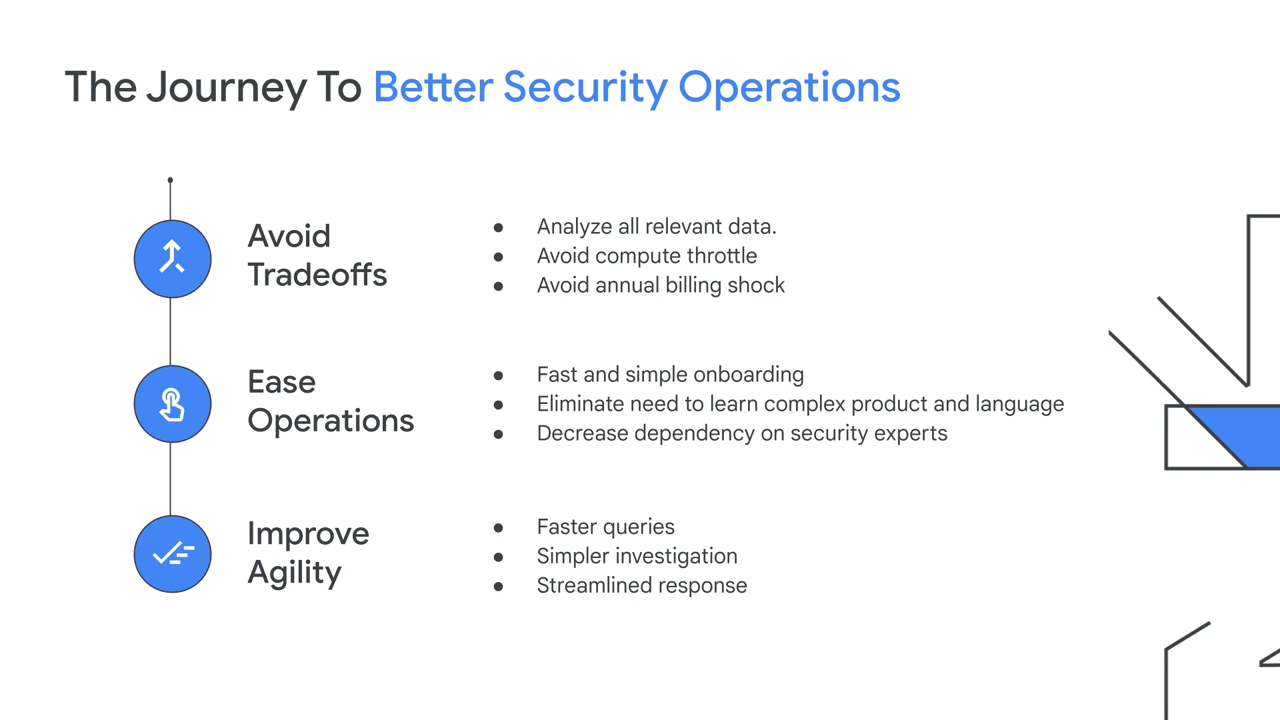 The Journey To Better Security Operations
Avoid
Tradeoffs
● Analyze all relevant data.
● Avoid compute throttle
● Avoid annual billing shock
Ease
Operations
● Fast and simple onboarding
● Eliminate need to learn complex product and language
● Decrease dependency on security experts
Improve
Agility
● Faster queries
● Simpler investigation
● Streamlined response